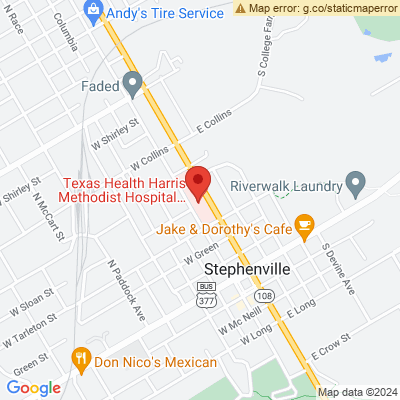 Map error: g.co/staticmaperror
N Race
Columbia
Andy's Tire Service
S College Farm
Faded
E Collins
W Shirley St
W Collins
W Shirley St
Texas Health Harris
Methodist Hospital...
Riverwalk Laundry
N McCart St
Jake & Dorothy's Cafe
W Green
S Devine Ave
N Paddock Ave
Stephenville
BUS
377
108
W Sloan St
W Tarleton St
W Mc Neill
E Long
W Long
Green St
E Crow St
Don Nico's Mexican
Google
Map data ©2024